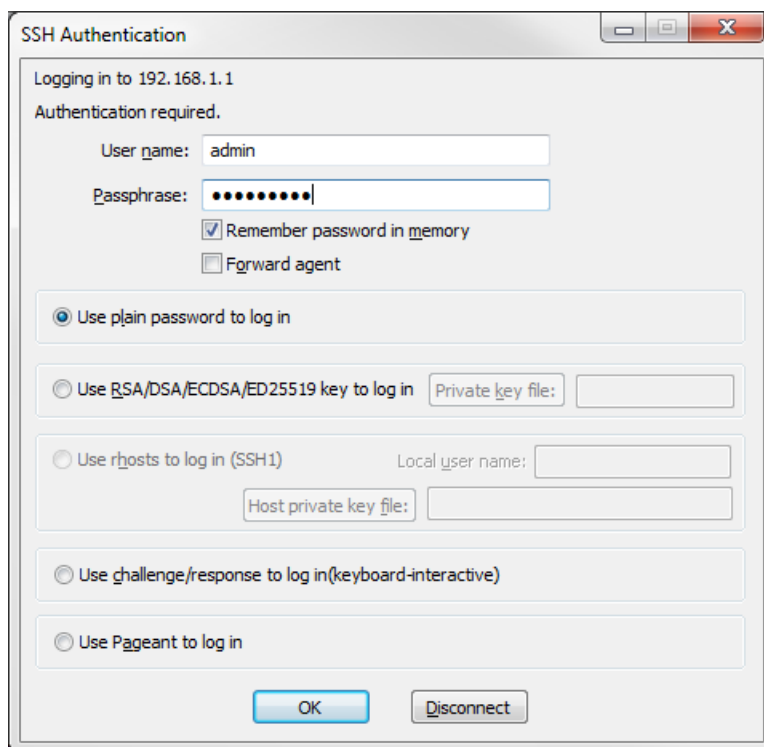 SSH Authentication
Logging in to 192.168.1.1
Authentication required.
User name: admin
Passphrase: ●●●●●●●●●
Remember password in memory
Forward agent
Use plain password to log in
Use RSA/DSA/ECDSA/ED25519 key to log in Private key file:
Use rhosts to log in (SSH1) Local user name:
Host private key file:
Use challenge/response to log in(keyboard-interactive)
Use Pageant to log in
OK Disconnect